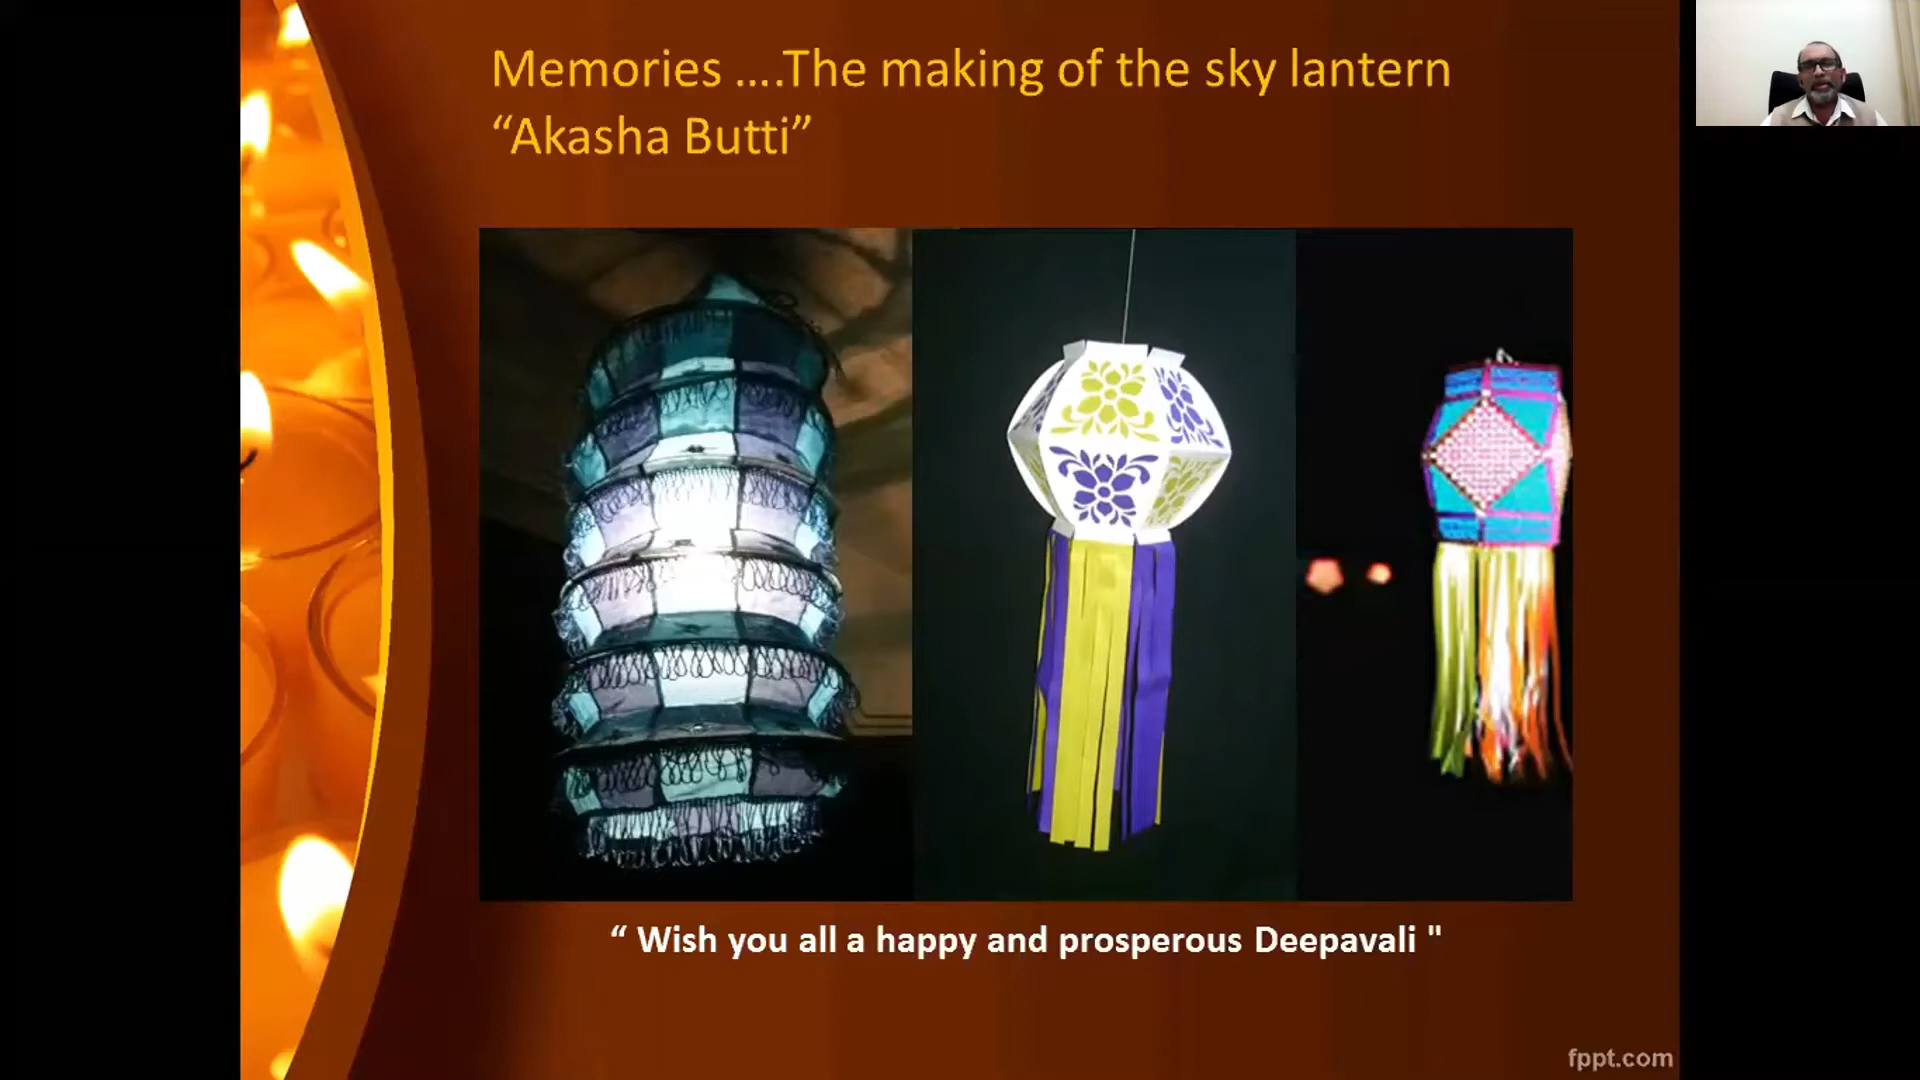 Memories ....The making of the sky lantern
“Akasha Butti”
“ Wish you all a happy and prosperous Deepavali "
fppt.com